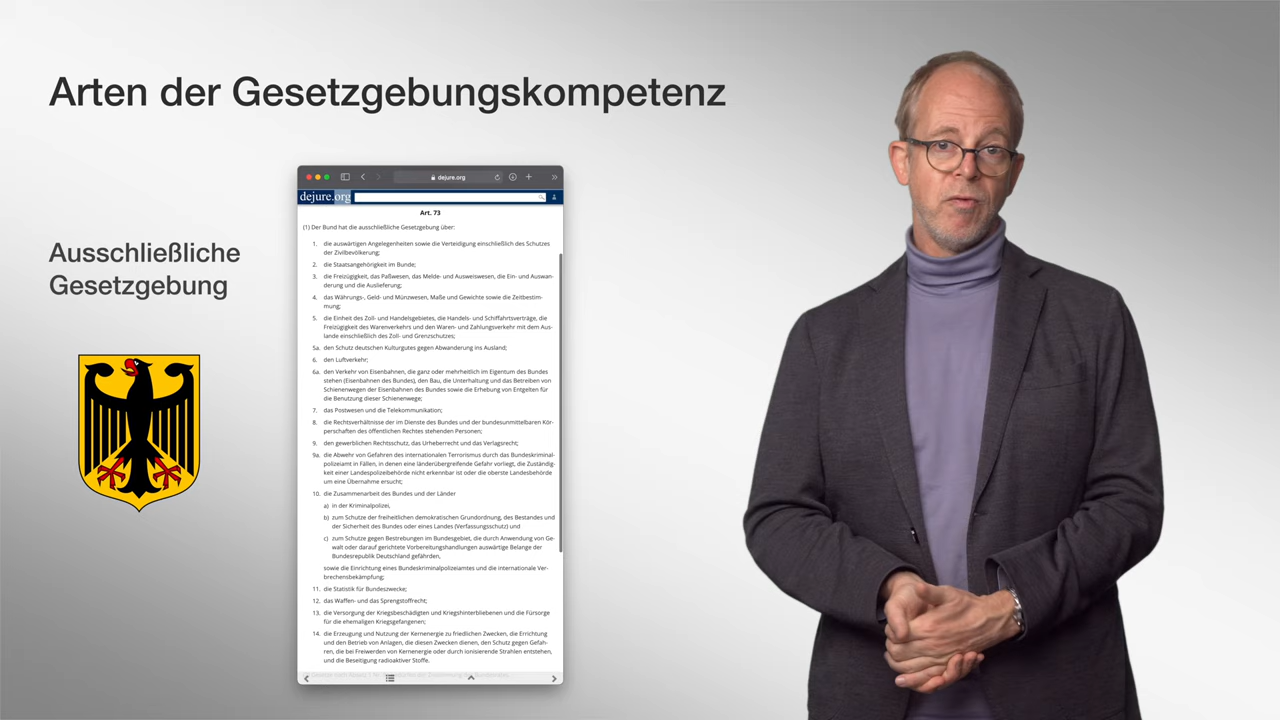 Arten der Gesetzgebungskompetenz
Ausschließliche
Gesetzgebung
dejure.org
dejure.org
Art. 73
(1) Der Bund hat die ausschließliche Gesetzgebung über:
1. die auswärtigen Angelegenheiten sowie die Verteidigung einschließlich des Schutzes
der Zivilbevölkerung;
2. die Staatsangehörigkeit im Bunde;
3. die Freizügigkeit, das Paßwesen, das Melde- und Ausweiswesen, die Ein- und Auswan-
derung und die Auslieferung;
4. das Währungs-, Geld- und Münzwesen, Maße und Gewichte sowie die Zeitbestim-
mung;
5. die Einheit des Zoll- und Handelsgebietes, die Handels- und Schiffahrtsverträge, die
Freizügigkeit des Warenverkehrs und den Waren- und Zahlungsverkehr mit dem Aus-
lande einschließlich des Zoll- und Grenzschutzes;
5a. den Schutz deutschen Kulturgutes gegen Abwanderung ins Ausland;
6. den Luftverkehr;
6a. den Verkehr von Eisenbahnen, die ganz oder mehrheitlich im Eigentum des Bundes
stehen (Eisenbahnen des Bundes), den Bau, die Unterhaltung und das Betreiben von
Schienenwegen der Eisenbahnen des Bundes sowie die Erhebung von Entgelten für
die Benutzung dieser Schienenwege;
7. das Postwesen und die Telekommunikation;
8. die Rechtsverhältnisse der im Dienste des Bundes und der bundesunmittelbaren Kör-
perschaften des öffentlichen Rechtes stehenden Personen;
9. den gewerblichen Rechtsschutz, das Urheberrecht und das Verlagsrecht;
9a. die Abwehr von Gefahren des internationalen Terrorismus durch das Bundeskriminal-
polizeiamt in Fällen, in denen eine länderübergreifende Gefahr vorliegt, die Zuständig-
keit einer Landespolizeibehörde nicht erkennbar ist oder die oberste Landesbehörde
um eine Übernahme ersucht;
10. die Zusammenarbeit des Bundes und der Länder
a) in der Kriminalpolizei,
b) zum Schutze der freiheitlichen demokratischen Grundordnung, des Bestandes und
der Sicherheit des Bundes oder eines Landes (Verfassungsschutz) und
c) zum Schutze gegen Bestrebungen im Bundesgebiet, die durch Anwendung von Ge-
walt oder darauf gerichtete Vorbereitungshandlungen auswärtige Belange der
Bundesrepublik Deutschland gefährden,
sowie die Einrichtung eines Bundeskriminalpolizeiamtes und die internationale Ver-
brechensbekämpfung;
11. die Statistik für Bundeszwecke;
12. das Waffen- und das Sprengstoffrecht;
13. die Versorgung der Kriegsbeschädigten und Kriegshinterbliebenen und die Fürsorge
für die ehemaligen Kriegsgefangenen;
14. die Erzeugung und Nutzung der Kernenergie zu friedlichen Zwecken, die Errichtung
und den Betrieb von Anlagen, die diesen Zwecken dienen, den Schutz gegen Gefah-
ren, die bei Freiwerden von Kernenergie oder durch ionisierende Strahlen entstehen,
und die Beseitigung radioaktiver Stoffe.